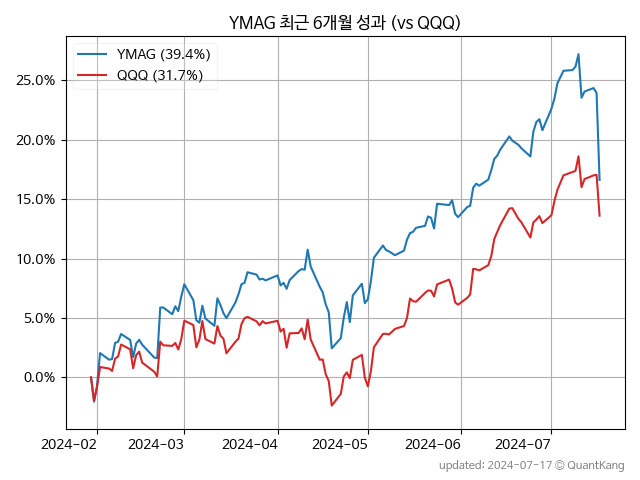 YMAG 최근 6개월 성과 (vs QQQ)
YMAG (39.4%)
QQQ (31.7%)
25.0%
20.0%
15.0%
10.0%
5.0%
0.0%
2024-02 2024-03 2024-04 2024-05 2024-06 2024-07
updated: 2024-07-17 © QuantKang